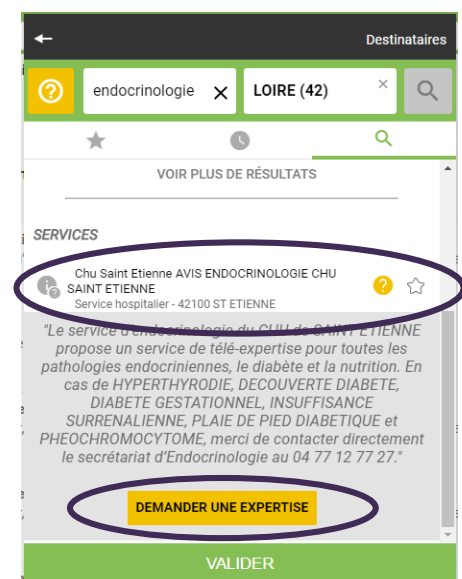 Destinataires
endocrinologie
LOIRE (42)
VOIR PLUS DE RÉSULTATS
SERVICES
Chu Saint Etienne AVIS ENDOCRINOLOGIE CHU
SAINT ETIENNE
Service hospitalier - 42100 ST ETIENNE
"Le service d'endocrinologie du CHU de SAINT ETIENNE
propose un service de télé-expertise pour toutes les
pathologies endocriniennes, le diabète et la nutrition. En
cas de HYPERTHYRODIE, DECOUVERTE DIABETE,
DIABETE GESTATIONNEL, INSUFFISANCE
SURRENALIENNE, PLAIE DE PIED DIABETIQUE et
PHEOCHROMOCYTOME, merci de contacter directement
le secrétariat d'Endocrinologie au 04 77 12 77 27."
DEMANDER UNE EXPERTISE
VALIDER